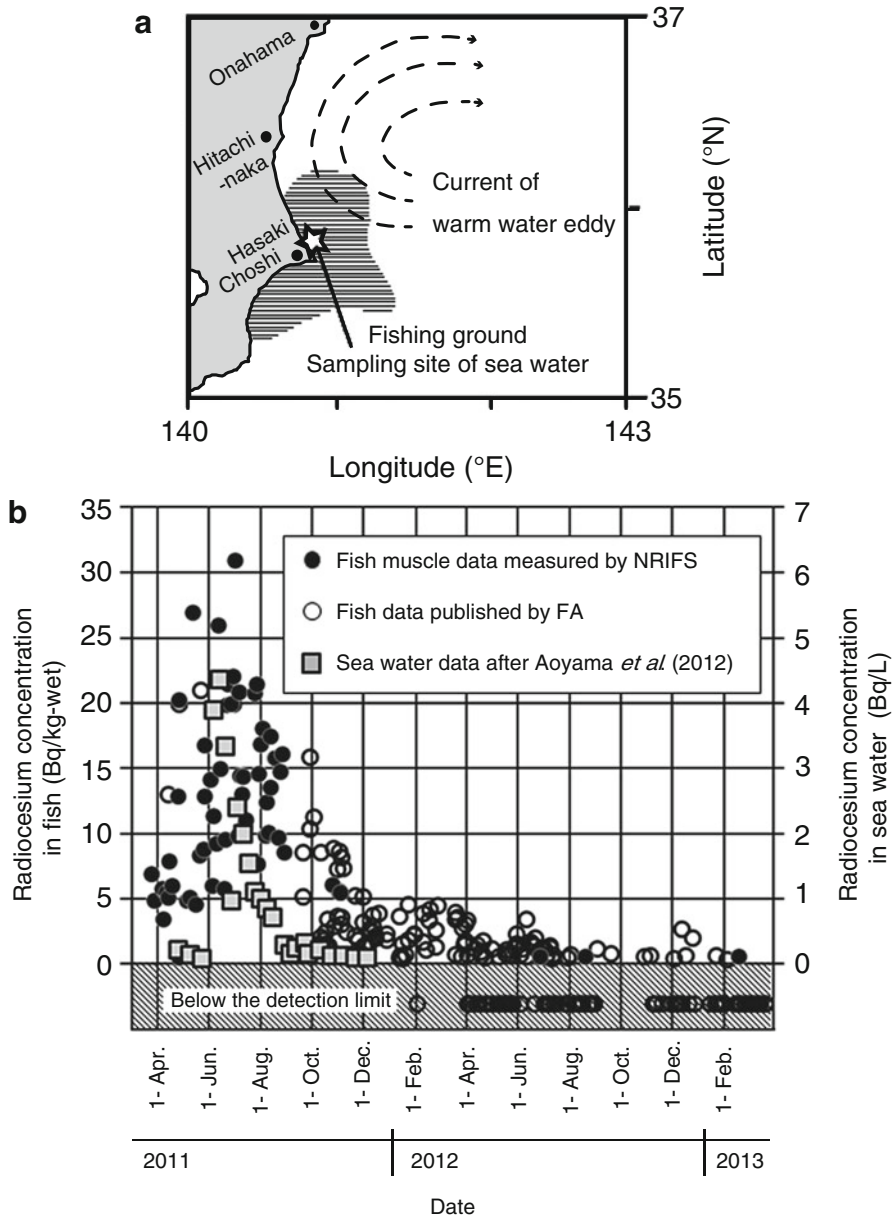 a
37
Onahama
Hitachi
-naka
Hasaki
Choshi
Current of
warm water eddy
Fishing ground
Sampling site of sea water
Latitude (°N)
35
140
143
Longitude (°E)
b
35
30
25
20
15
10
5
0
Radiocesium concentration
in fish (Bq/kg-wet)
7
6
5
4
3
2
1
0
Radiocesium concentration
in sea water (Bq/L)
Fish muscle data measured by NRIFS
Fish data published by FA
Sea water data after Aoyama et al. (2012)
Below the detection limit
1- Apr.
1- Jun.
1- Aug.
1- Oct.
1- Dec.
1- Feb.
1- Apr.
1- Jun.
1- Aug.
1- Oct.
1- Dec.
1- Feb.
2011
2012
2013
Date